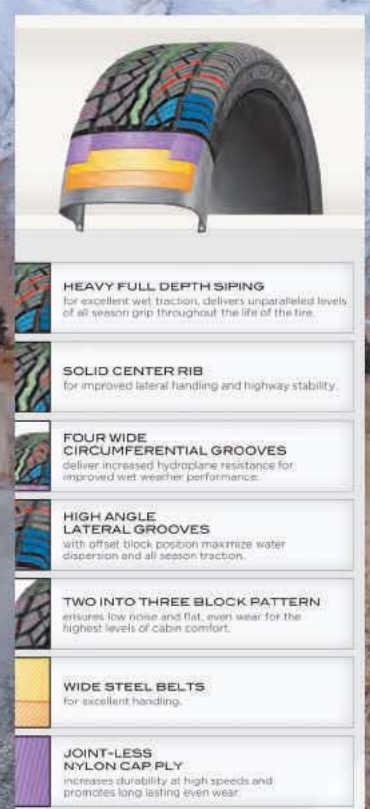 HEAVY FULL DEPTH SIPING
for excellent wet traction, delivers unparalleled levels
of all season grip throughout the life of the tire.
SOLID CENTER RIB
for improved lateral handling and highway stability.
FOUR WIDE
CIRCUMFERENTIAL GROOVES
deliver increased hydroplane resistance for
improved wet weather performance.
HIGH ANGLE
LATERAL GROOVES
with offset block position maximize water
dispersion and all season traction.
TWO INTO THREE BLOCK PATTERN
ensures low noise and flat, even wear for the
highest levels of cabin comfort.
WIDE STEEL BELTS
for excellent handling.
JOINT-LESS
NYLON CAP PLY
increases durability at high speeds and
promotes long lasting even wear.